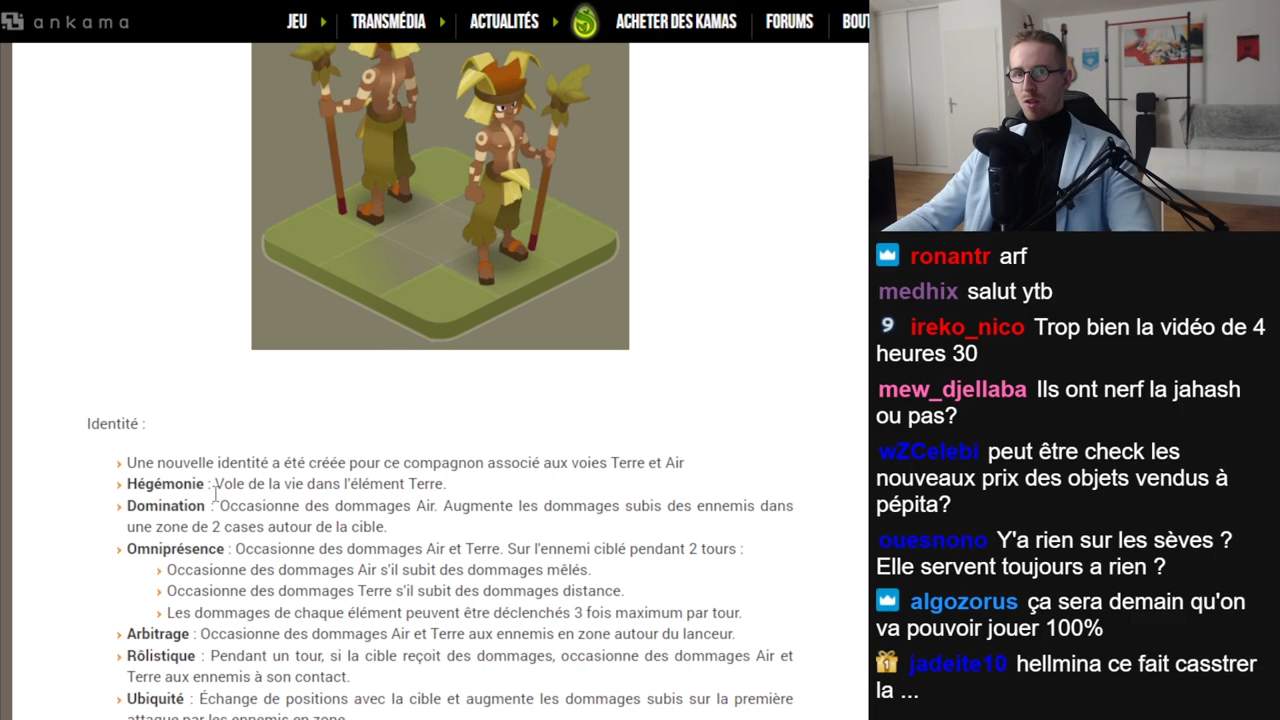 ankama
JEU
TRANSMÉDIA
ACTUALITÉS
ACHETER DES KAMAS
FORUMS
BOUT
Identité :
Une nouvelle identité a été créée pour ce compagnon associé aux voies Terre et Air
Hégémonie : Vole de la vie dans l'élément Terre.
Domination : Occasionne des dommages Air. Augmente les dommages subis des ennemis dans
une zone de 2 cases autour de la cible.
Omniprésence : Occasionne des dommages Air et Terre. Sur l'ennemi ciblé pendant 2 tours :
Occasionne des dommages Air s'il subit des dommages mêlés.
Occasionne des dommages Terre s'il subit des dommages distance.
Les dommages de chaque élément peuvent être déclenchés 3 fois maximum par tour.
Arbitrage : Occasionne des dommages Air et Terre aux ennemis en zone autour du lanceur.
Rôlistique : Pendant un tour, si la cible reçoit des dommages, occasionne des dommages Air et
Terre aux ennemis à son contact.
Ubiquité : Échange de positions avec la cible et augmente les dommages subis sur la première
attaque par les ennemis en zone.
ronantr arf
medhix salut ytb
9 ireko_nico Trop bien la vidéo de 4
heures 30
mew_djellaba Ils ont nerf la jahash
ou pas?
wZCelebi peut être check les
nouveaux prix des objets vendus à
pépita?
ouesnono Y'a rien sur les sèves ?
Elle servent toujours a rien ?
algozorus ça sera demain qu'on
va pouvoir jouer 100%
1 jadeite10 hellmina ce fait casstrer
la ...